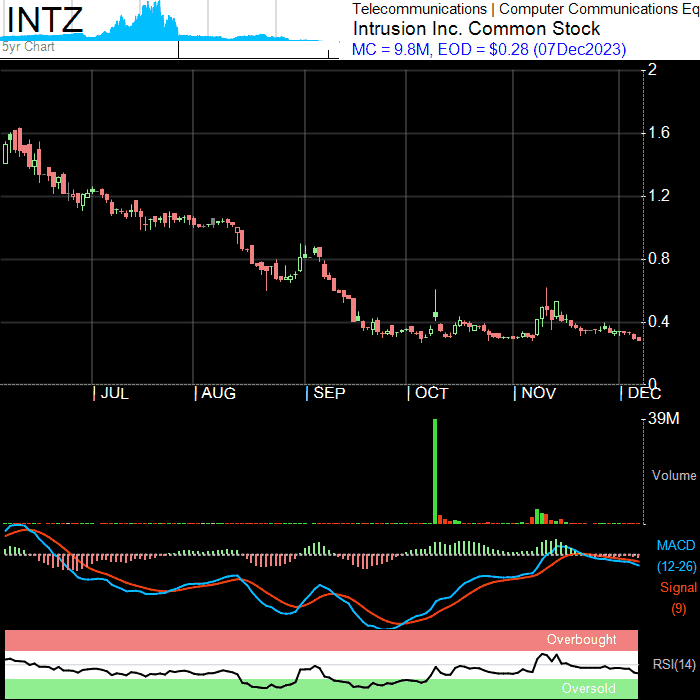 INTZ
5yr Chart
Telecommunications | Computer Communications Eq
Intrusion Inc. Common Stock
MC = 9.8M, EOD = $0.28 (07Dec2023)
2
1.6
1.2
0.8
0.4
0
JUL AUG SEP OCT NOV DEC
39M
Volume
MACD
(12-26)
Signal
(9)
Overbought
RSI(14)
Oversold